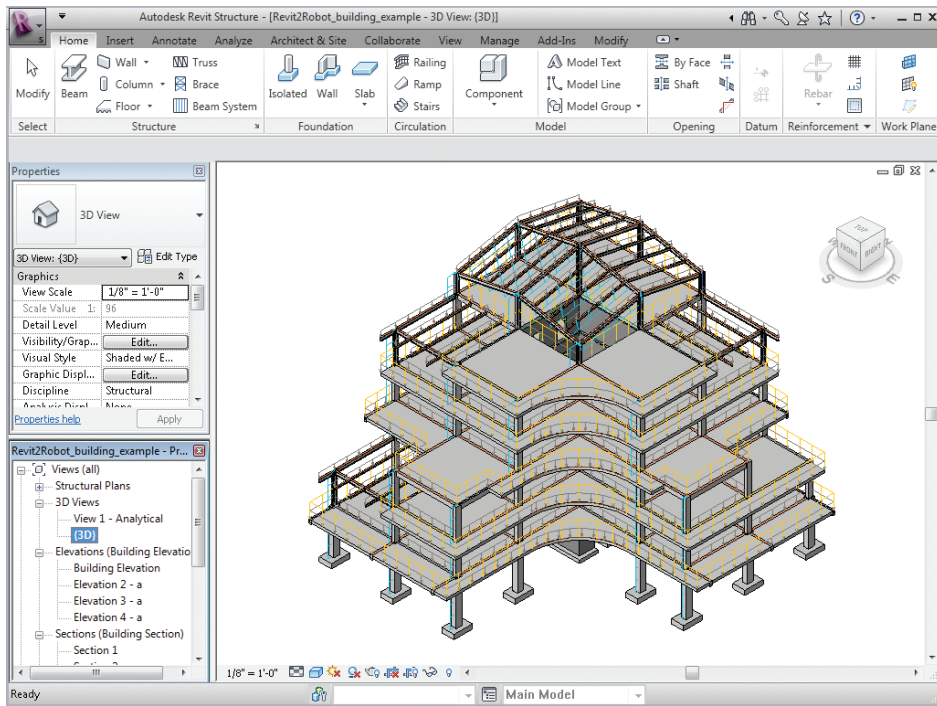 Autodesk Revit Structure - [Revit2Robot_building_example - 3D View: {3D}]
Home Insert Annotate Analyze Architect & Site Collaborate View Manage Add-Ins Modify
Modify
Beam
Wall
Column
Floor
Truss
Brace
Beam System
Isolated
Wall
Slab
Railing
Ramp
Stairs
Component
Model Text
Model Line
Model Group
By Face
Shaft
Rebar
Select Structure Foundation Circulation Model Opening Datum Reinforcement Work Plane
Properties
3D View
3D View: {3D} Edit Type
Graphics
View Scale 1/8" = 1'-0"
Scale Value 1: 96
Detail Level Medium
Visibility/Grap... Edit...
Visual Style Shaded w/ E...
Graphic Displ... Edit...
Discipline Structural
Properties help Apply
Revit2Robot_building_example - Pr...
Views (all)
Structural Plans
3D Views
View 1 - Analytical
{3D}
Elevations (Building Elevatio
Building Elevation
Elevation 2 - a
Elevation 3 - a
Elevation 4 - a
Sections (Building Section)
Section 1
TOP
FRONT RIGHT
S E
1/8" = 1'-0"
Ready
Main Model